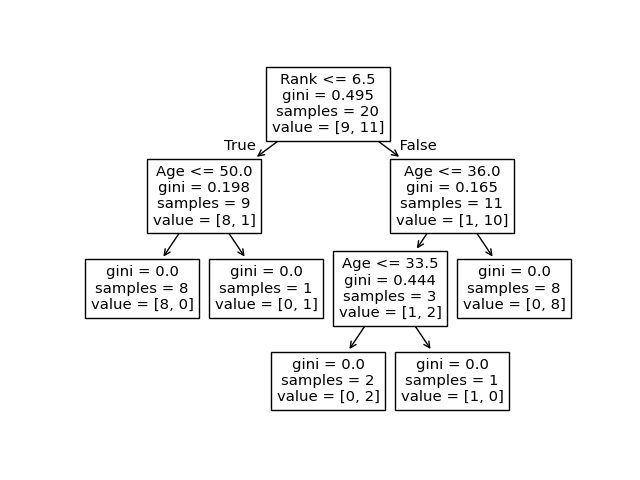 Rank <= 6.5
gini = 0.495
samples = 20
value = [9, 11]
True
False
Age <= 50.0
gini = 0.198
samples = 9
value = [8, 1]
Age <= 36.0
gini = 0.165
samples = 11
value = [1, 10]
gini = 0.0
samples = 8
value = [8, 0]
gini = 0.0
samples = 1
value = [0, 1]
Age <= 33.5
gini = 0.444
samples = 3
value = [1, 2]
gini = 0.0
samples = 8
value = [0, 8]
gini = 0.0
samples = 2
value = [0, 2]
gini = 0.0
samples = 1
value = [1, 0]